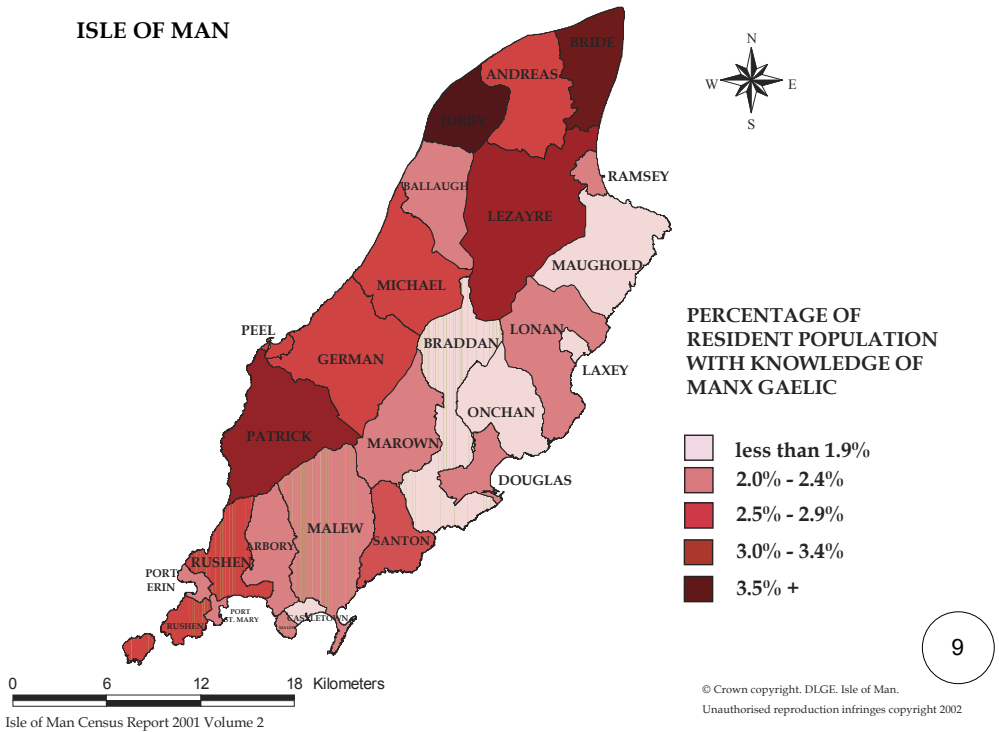 ISLE OF MAN
N
W
E
S
BRIDE
ANDREAS
JURBY
BALLAUGH
RAMSEY
LEZAYRE
MAUGHOLD
MICHAEL
LONAN
PEEL
BRADDAN
GERMAN
LAXEY
ONCHAN
PATRICK
MAROWN
DOUGLAS
MALEW
SANTON
ARBORY
RUSHEN
PORT
ERIN
PORT
ST. MARY
CASTLETOWN
RUSHEN
PERCENTAGE OF
RESIDENT POPULATION
WITH KNOWLEDGE OF
MANX GAELIC
less than 1.9%
2.0% - 2.4%
2.5% - 2.9%
3.0% - 3.4%
3.5% +
9
0 6 12 18 Kilometers
Isle of Man Census Report 2001 Volume 2
© Crown copyright. DLGE. Isle of Man.
Unauthorised reproduction infringes copyright 2002